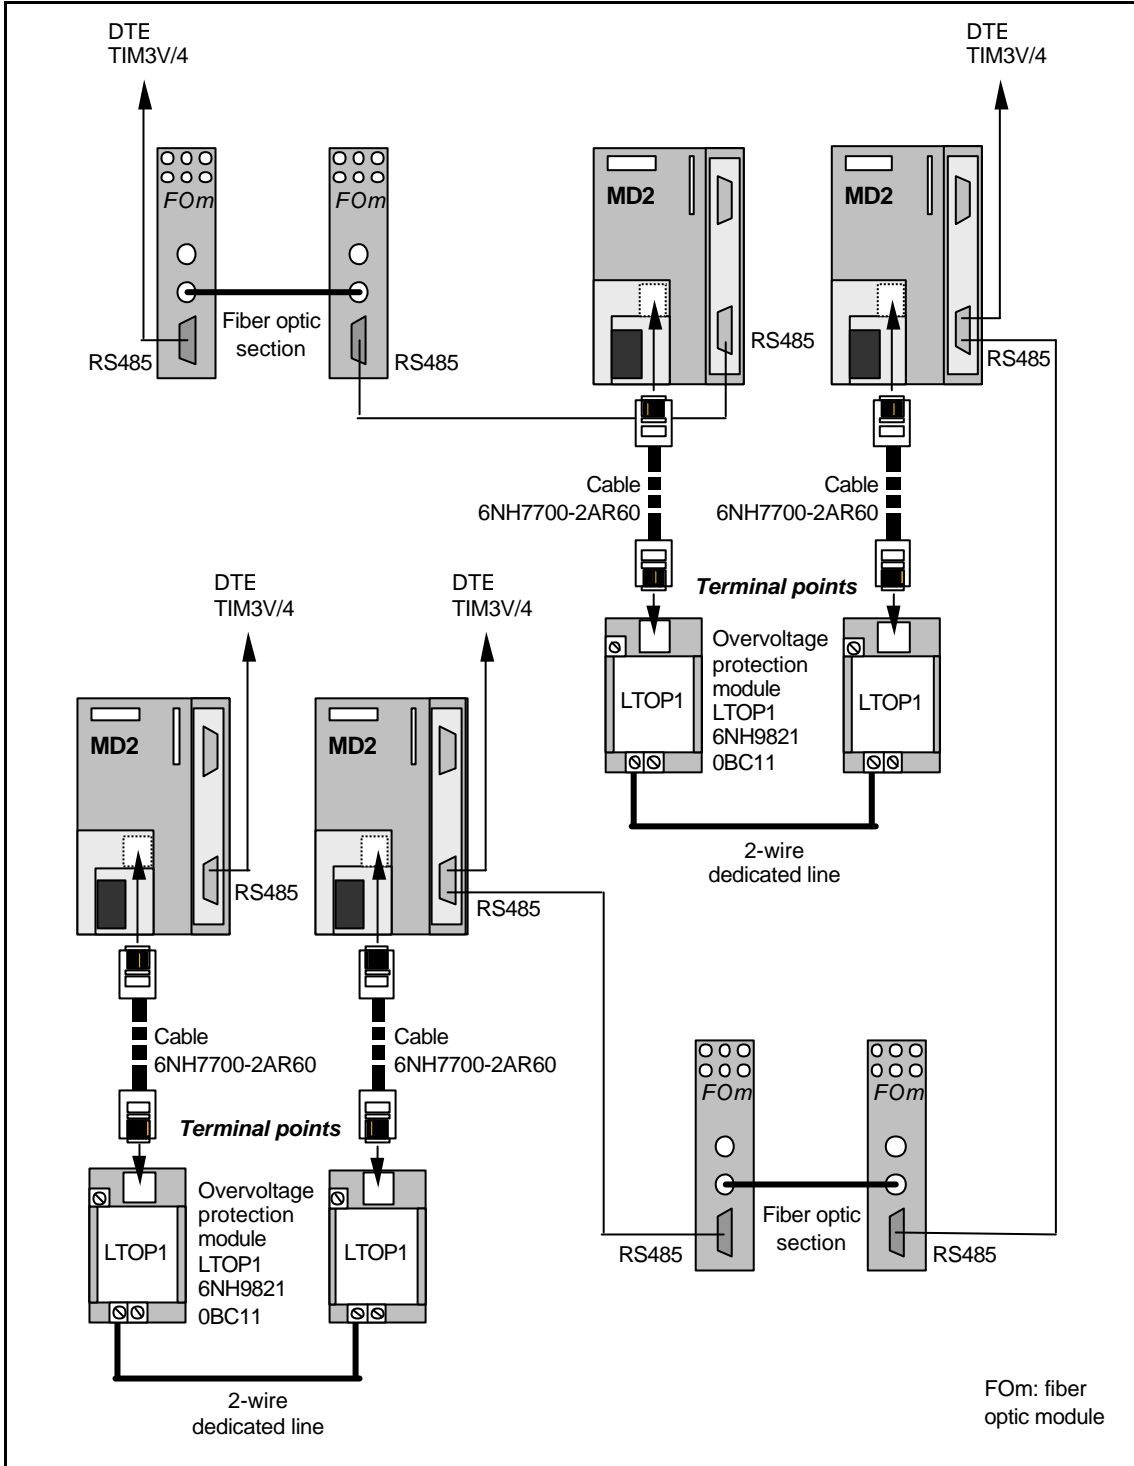 DTE
TIM3V/4
DTE
TIM3V/4
FOm
FOm
MD2
MD2
Fiber optic
section
RS485
RS485
RS485
RS485
Cable
6NH7700-2AR60
Cable
6NH7700-2AR60
Terminal points
DTE
TIM3V/4
DTE
TIM3V/4
LTOP1
Overvoltage
protection
module
LTOP1
6NH9821
0BC11
LTOP1
MD2
MD2
2-wire
dedicated line
RS485
RS485
Cable
6NH7700-2AR60
Cable
6NH7700-2AR60
Terminal points
FOm
FOm
LTOP1
Overvoltage
protection
module
LTOP1
6NH9821
0BC11
LTOP1
Fiber optic
section
RS485
RS485
2-wire
dedicated line
FOm: fiber
optic module